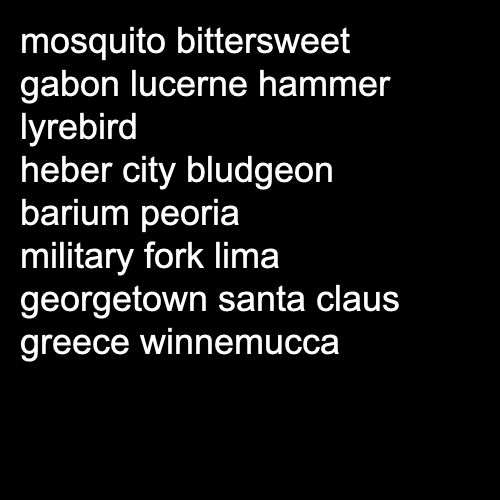 mosquito bittersweet
gabon lucerne hammer
lyrebird
heber city bludgeon
barium peoria
military fork lima
georgetown santa claus
greece winnemucca